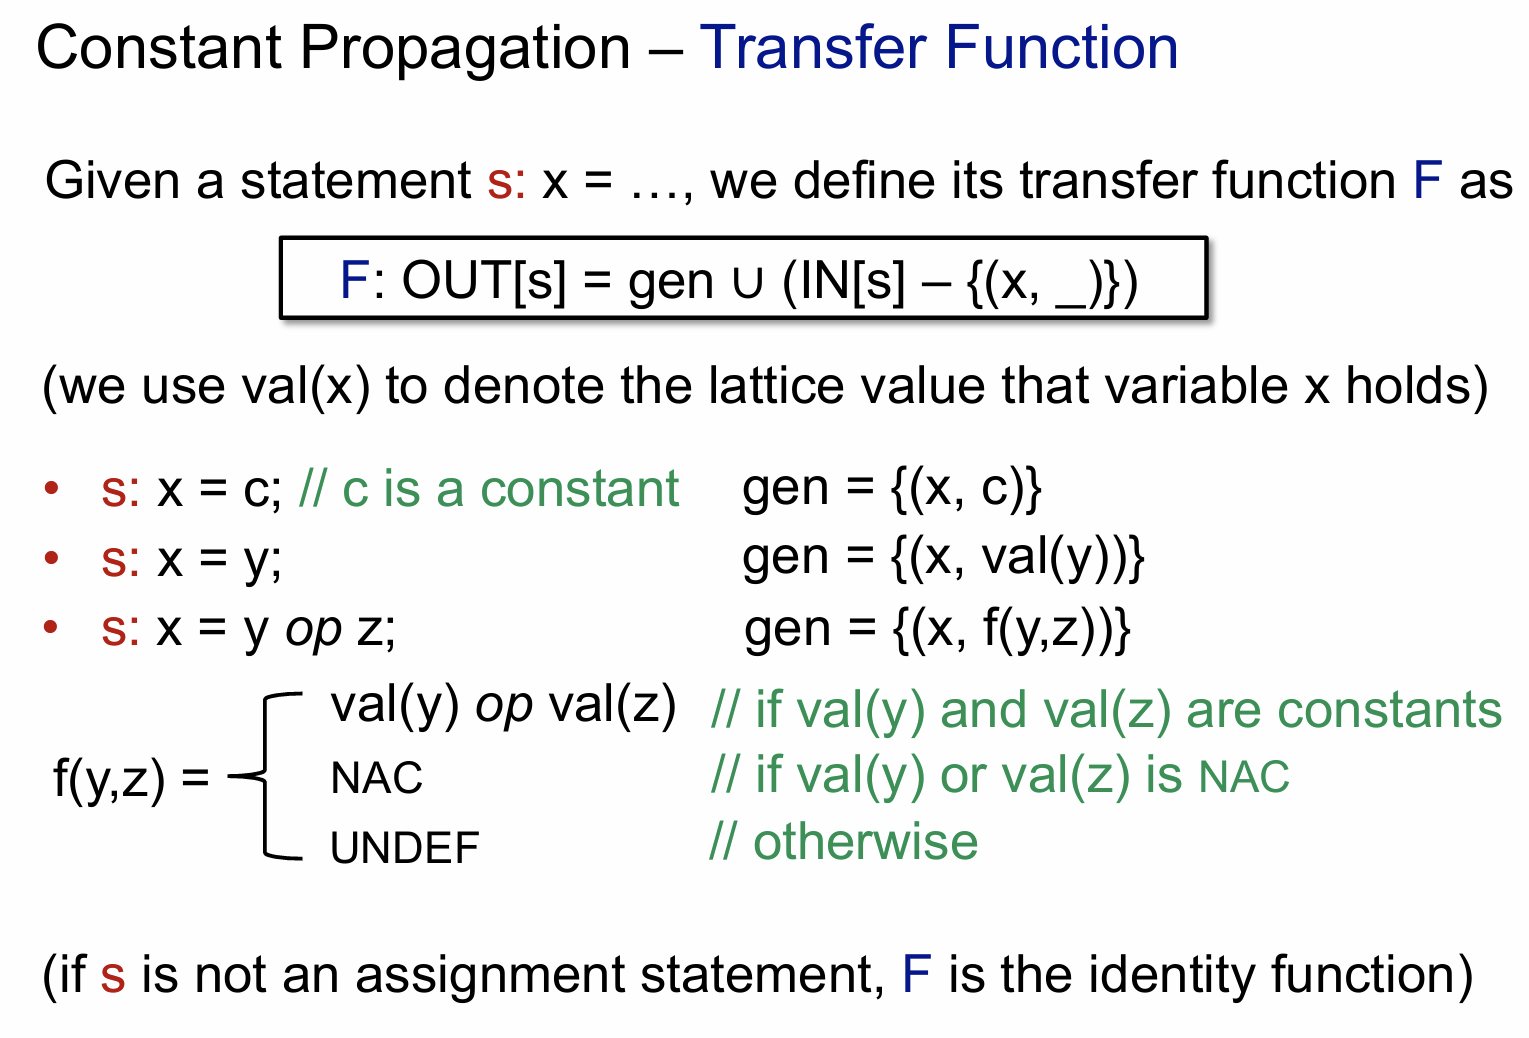 Constant Propagation – Transfer Function
Given a statement s: x = …, we define its transfer function F as
F: OUT[s] = gen ∪ (IN[s] – {(x, _)})
(we use val(x) to denote the lattice value that variable x holds)
• s: x = c; // c is a constant gen = {(x, c)}
• s: x = y; gen = {(x, val(y))}
• s: x = y op z; gen = {(x, f(y,z))}
val(y) op val(z) // if val(y) and val(z) are constants
f(y,z) = NAC // if val(y) or val(z) is NAC
UNDEF // otherwise
(if s is not an assignment statement, F is the identity function)